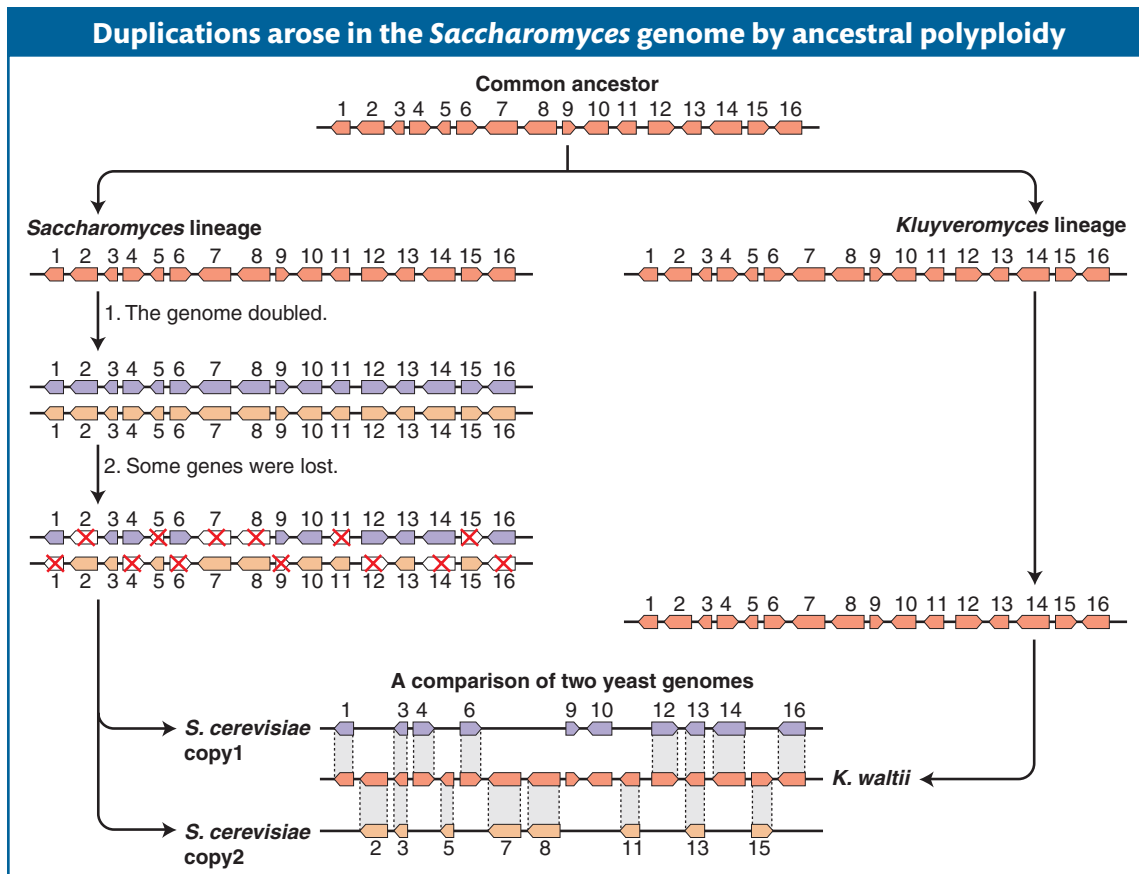 Duplications arose in the Saccharomyces genome by ancestral polyploidy
Common ancestor
1 2 3 4 5 6 7 8 9 10 11 12 13 14 15 16
Saccharomyces lineage
1 2 3 4 5 6 7 8 9 10 11 12 13 14 15 16
Kluyveromyces lineage
1 2 3 4 5 6 7 8 9 10 11 12 13 14 15 16
1. The genome doubled.
1 2 3 4 5 6 7 8 9 10 11 12 13 14 15 16
1 2 3 4 5 6 7 8 9 10 11 12 13 14 15 16
2. Some genes were lost.
1 2 3 4 5 6 7 8 9 10 11 12 13 14 15 16
1 2 3 4 5 6 7 8 9 10 11 12 13 14 15 16
1 2 3 4 5 6 7 8 9 10 11 12 13 14 15 16
A comparison of two yeast genomes
1 3 4 6 9 10 12 13 14 16
S. cerevisiae
copy1
K. waltii
S. cerevisiae
copy2
2 3 5 7 8 11 13 15